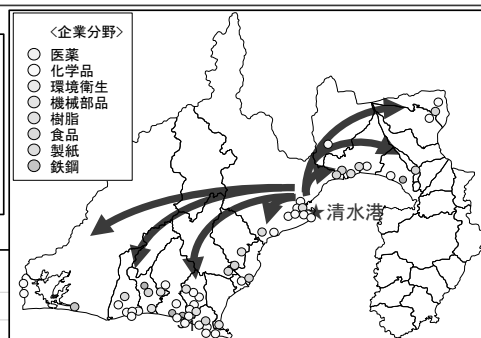 <企業分野>
医薬
化学品
環境衛生
機械部品
樹脂
食品
製紙
鉄鋼
★清水港